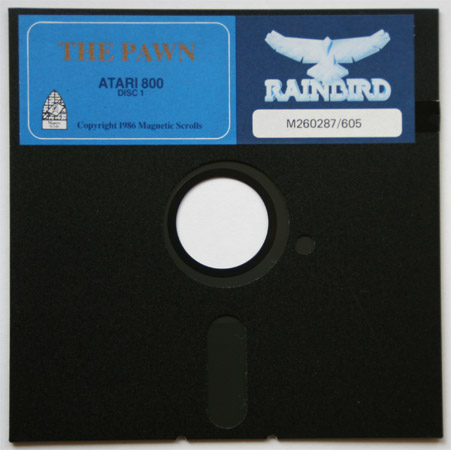 THE PAWN
ATARI 800
DISC 1
Copyright 1986 Magnetic Scrolls
RAINBIRD
M260287/605